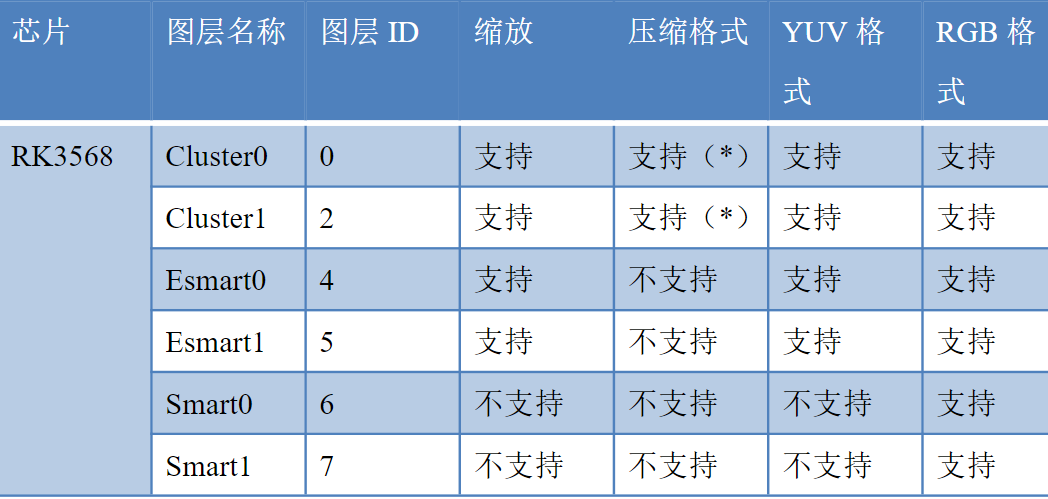 芯片 图层名称 图层 ID 缩放 压缩格式 YUV 格式 RGB 格式
RK3568 Cluster0 0 支持 支持（*） 支持 支持
Cluster1 2 支持 支持（*） 支持 支持
Esmart0 4 支持 不支持 支持 支持
Esmart1 5 支持 不支持 支持 支持
Smart0 6 不支持 不支持 不支持 支持
Smart1 7 不支持 不支持 不支持 支持